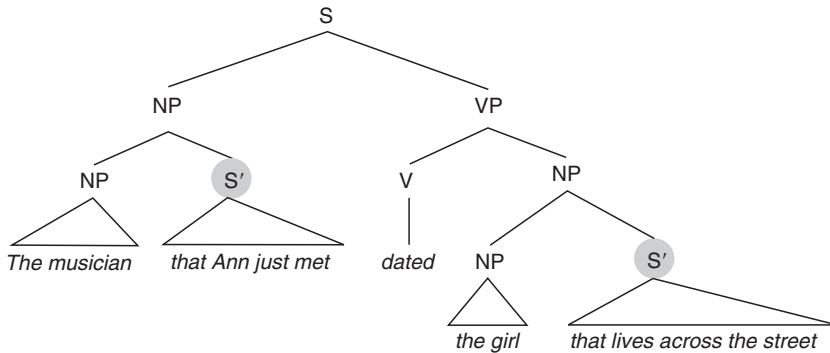 S
NP VP
NP S′ V NP
The musician that Ann just met dated NP S′
the girl that lives across the street